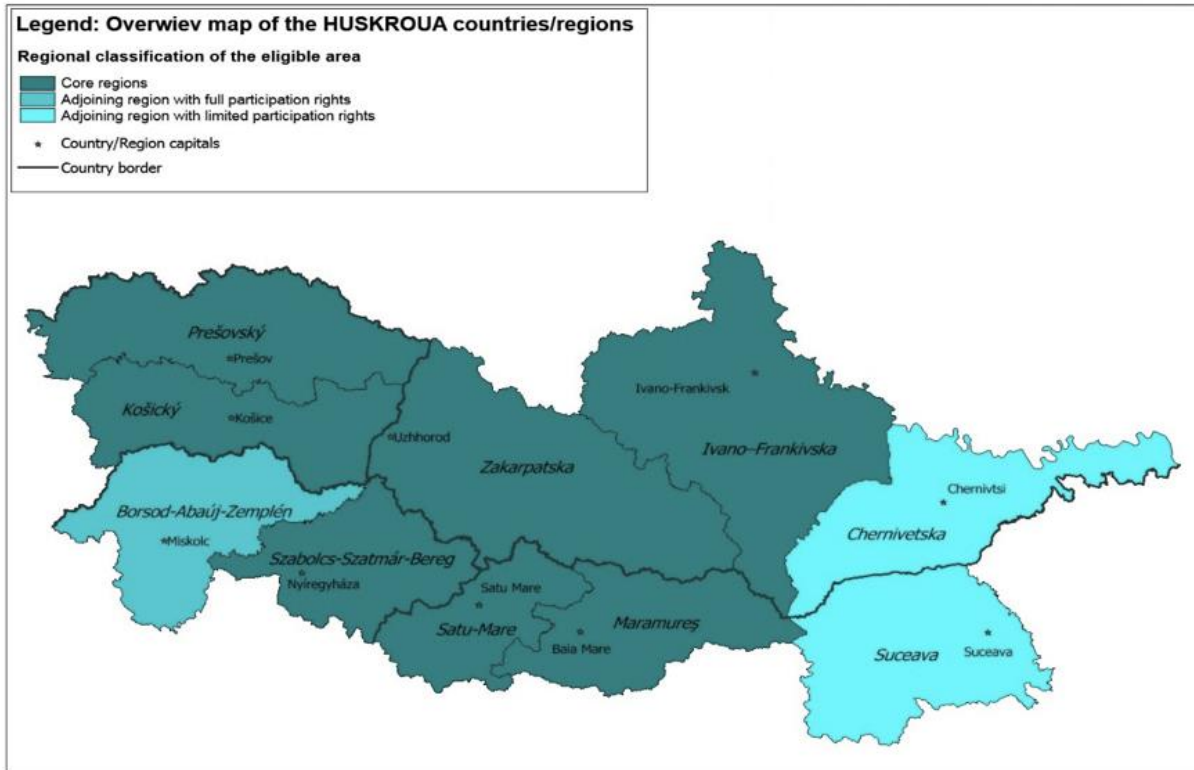 Legend: Overwiev map of the HUSKROUA countries/regions
Regional classification of the eligible area
Core regions
Adjoining region with full participation rights
Adjoining region with limited participation rights
Country/Region capitals
Country border
Prešovský
Prešov
Košický
Košice
Uzhhorod
Ivano-Frankivsk
Ivano-Frankivska
Zakarpatska
Borsod-Abaúj-Zemplén
Miskolc
Szabolcs-Szatmár-Bereg
Nyíregyháza
Chernivtsi
Chernivetska
Satu Mare
Satu-Mare
Maramureş
Baia Mare
Suceava
Suceava